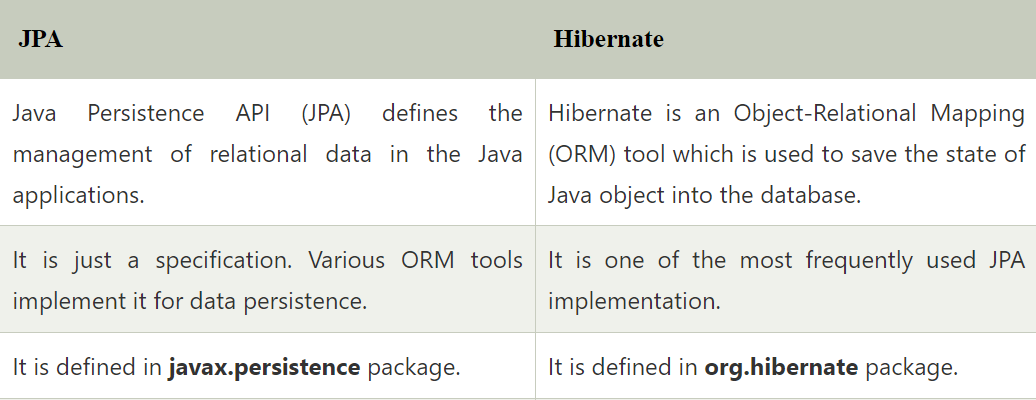 JPA
Hibernate
Java Persistence API (JPA) defines the
management of relational data in the Java
applications.
Hibernate is an Object-Relational Mapping
(ORM) tool which is used to save the state of
Java object into the database.
It is just a specification. Various ORM tools
implement it for data persistence.
It is one of the most frequently used JPA
implementation.
It is defined in javax.persistence package.
It is defined in org.hibernate package.